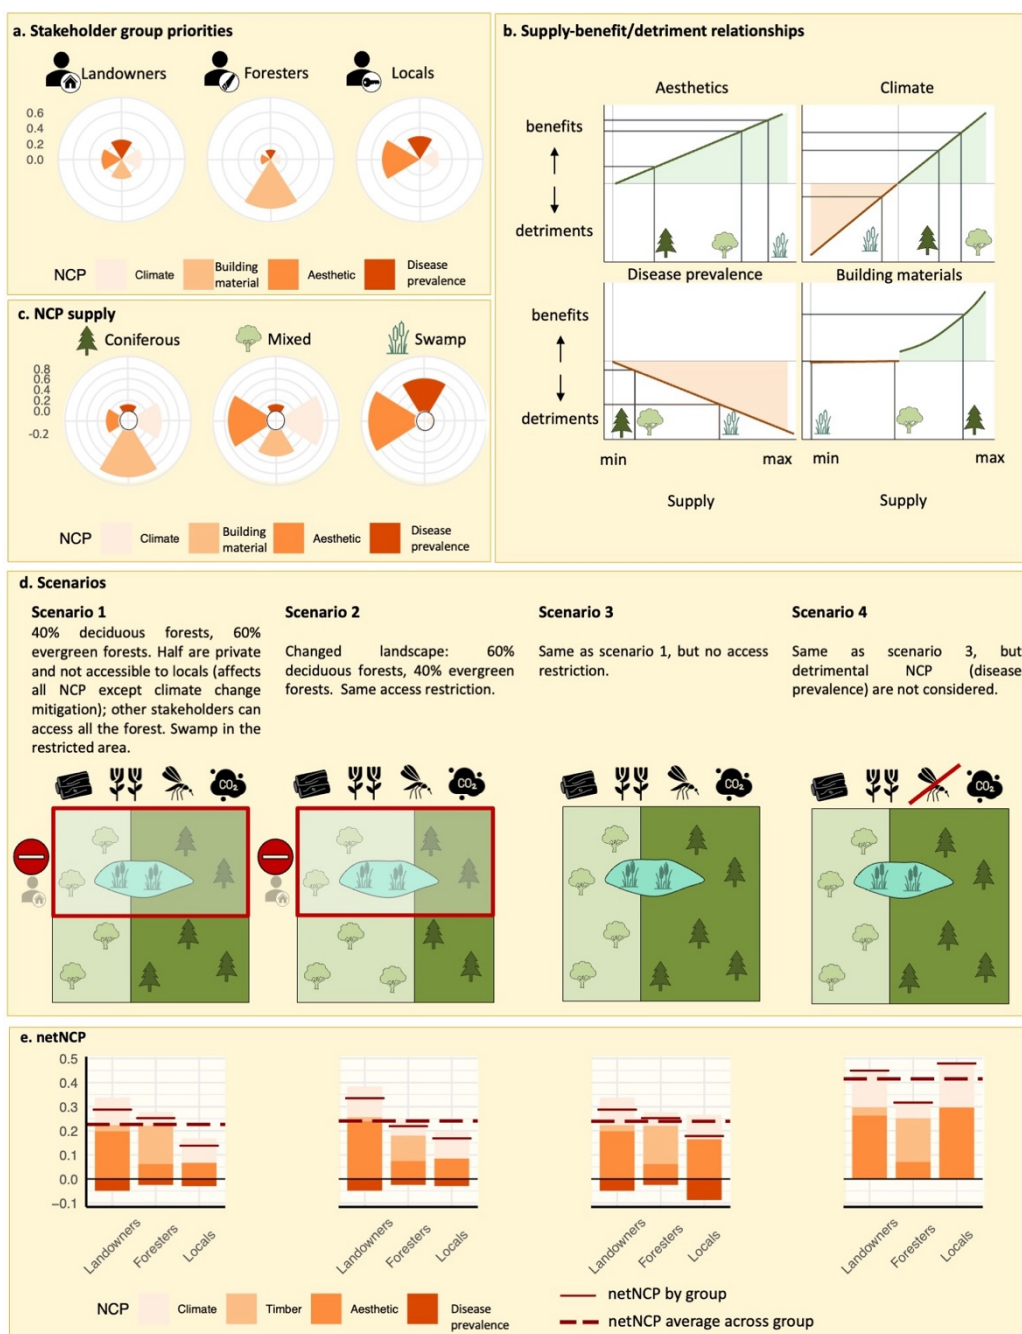 a. Stakeholder group priorities
Landowners
Foresters
Locals
0.6
0.4
0.2
0.0
NCP
Climate
Building
material
Aesthetic
Disease
prevalence
b. Supply-benefit/detriment relationships
Aesthetics
Climate
benefits
detriments
Disease prevalence
Building materials
benefits
detriments
min
max
min
max
Supply
Supply
c. NCP supply
Coniferous
Mixed
Swamp
0.8
0.6
0.4
0.2
0.0
-0.2
NCP
Climate
Building
material
Aesthetic
Disease
prevalence
d. Scenarios
Scenario 1
40% deciduous forests, 60%
evergreen forests. Half are private
and not accessible to locals (affects
all NCP except climate change
mitigation); other stakeholders can
access all the forest. Swamp in the
restricted area.
Scenario 2
Changed landscape: 60%
deciduous forests, 40% evergreen
forests. Same access restriction.
Scenario 3
Same as scenario 1, but no access
restriction.
Scenario 4
Same as scenario 3, but
detrimental NCP (disease
prevalence) are not considered.
CO2
CO2
CO2
CO2
e. netNCP
0.5
0.4
0.3
0.2
0.1
0.0
−0.1
Landowners
Foresters
Locals
Landowners
Foresters
Locals
Landowners
Foresters
Locals
Landowners
Foresters
Locals
NCP
Climate
Timber
Aesthetic
Disease
prevalence
netNCP by group
netNCP average across group